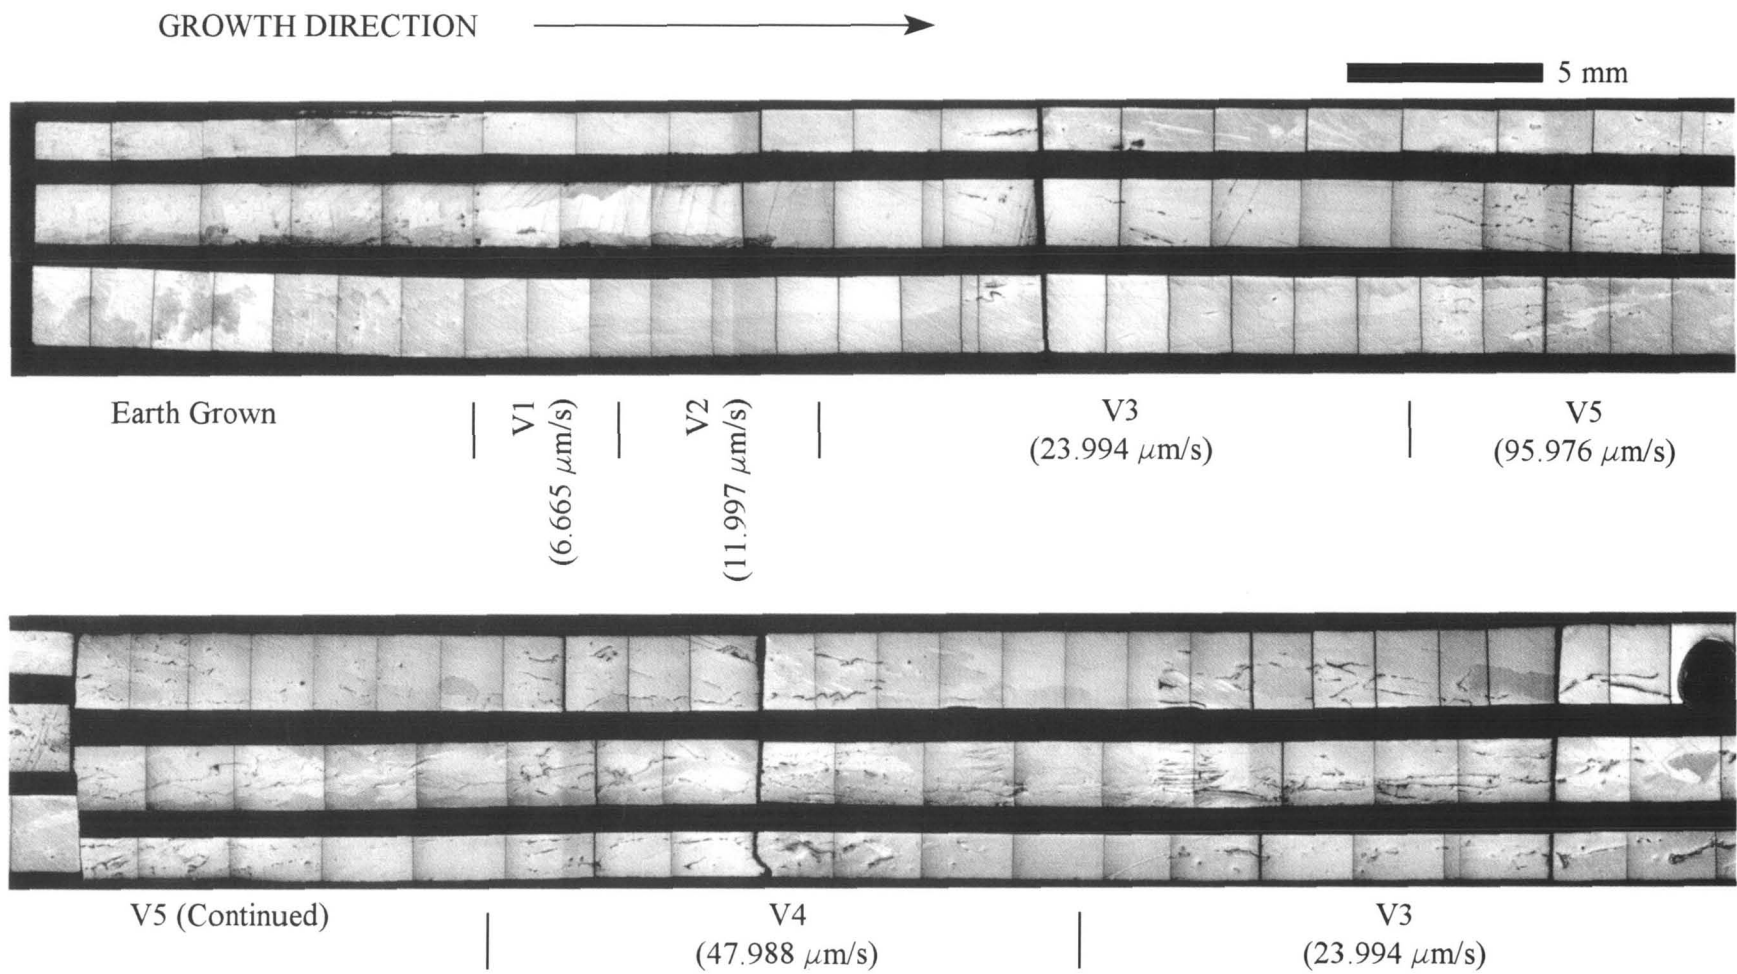 GROWTH DIRECTION
5 mm
Earth Grown
V1
(6.665 μm/s)
V2
(11.997 μm/s)
V3
(23.994 μm/s)
V5
(95.976 μm/s)
V5 (Continued)
V4
(47.988 μm/s)
V3
(23.994 μm/s)